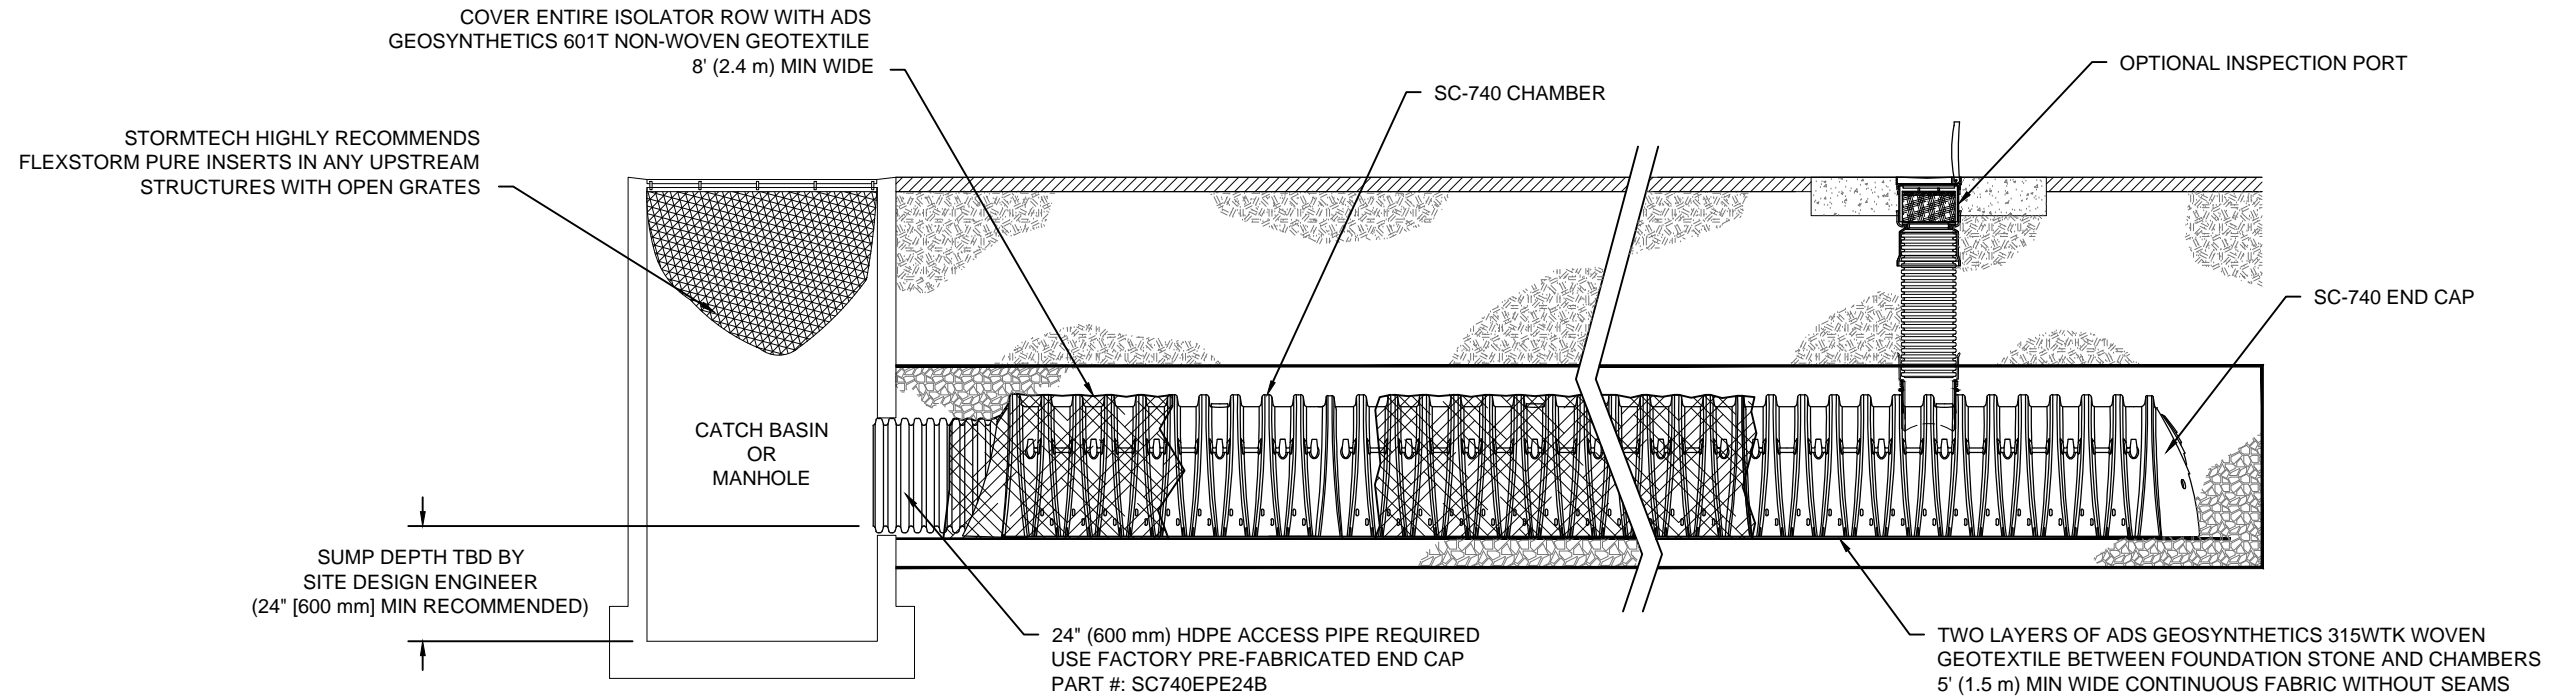 COVER ENTIRE ISOLATOR ROW WITH ADS
GEOSYNTHETICS 601T NON-WOVEN GEOTEXTILE
8' (2.4 m) MIN WIDE
STORMTECH HIGHLY RECOMMENDS
FLEXSTORM PURE INSERTS IN ANY UPSTREAM
STRUCTURES WITH OPEN GRATES
SC-740 CHAMBER
OPTIONAL INSPECTION PORT
SC-740 END CAP
CATCH BASIN
OR
MANHOLE
SUMP DEPTH TBD BY
SITE DESIGN ENGINEER
(24" [600 mm] MIN RECOMMENDED)
24" (600 mm) HDPE ACCESS PIPE REQUIRED
USE FACTORY PRE-FABRICATED END CAP
PART #: SC740EPE24B
TWO LAYERS OF ADS GEOSYNTHETICS 315WTK WOVEN
GEOTEXTILE BETWEEN FOUNDATION STONE AND CHAMBERS
5' (1.5 m) MIN WIDE CONTINUOUS FABRIC WITHOUT SEAMS